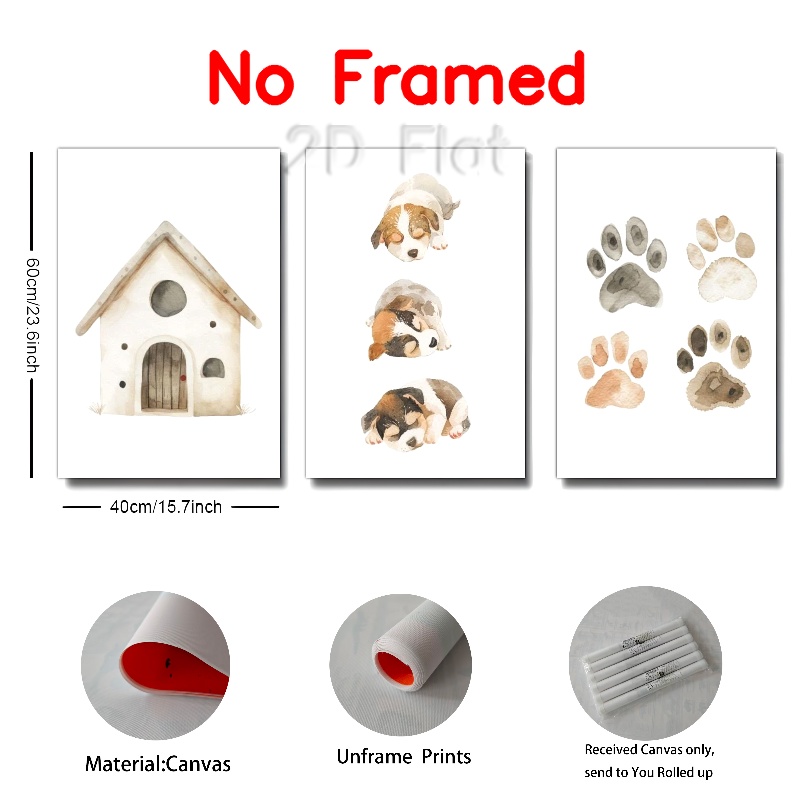 No Framed
2D Flat
60cm/23.6inch
40cm/15.7inch
Material:Canvas
Unframe Prints
Received Canvas only,
send to You Rolled up